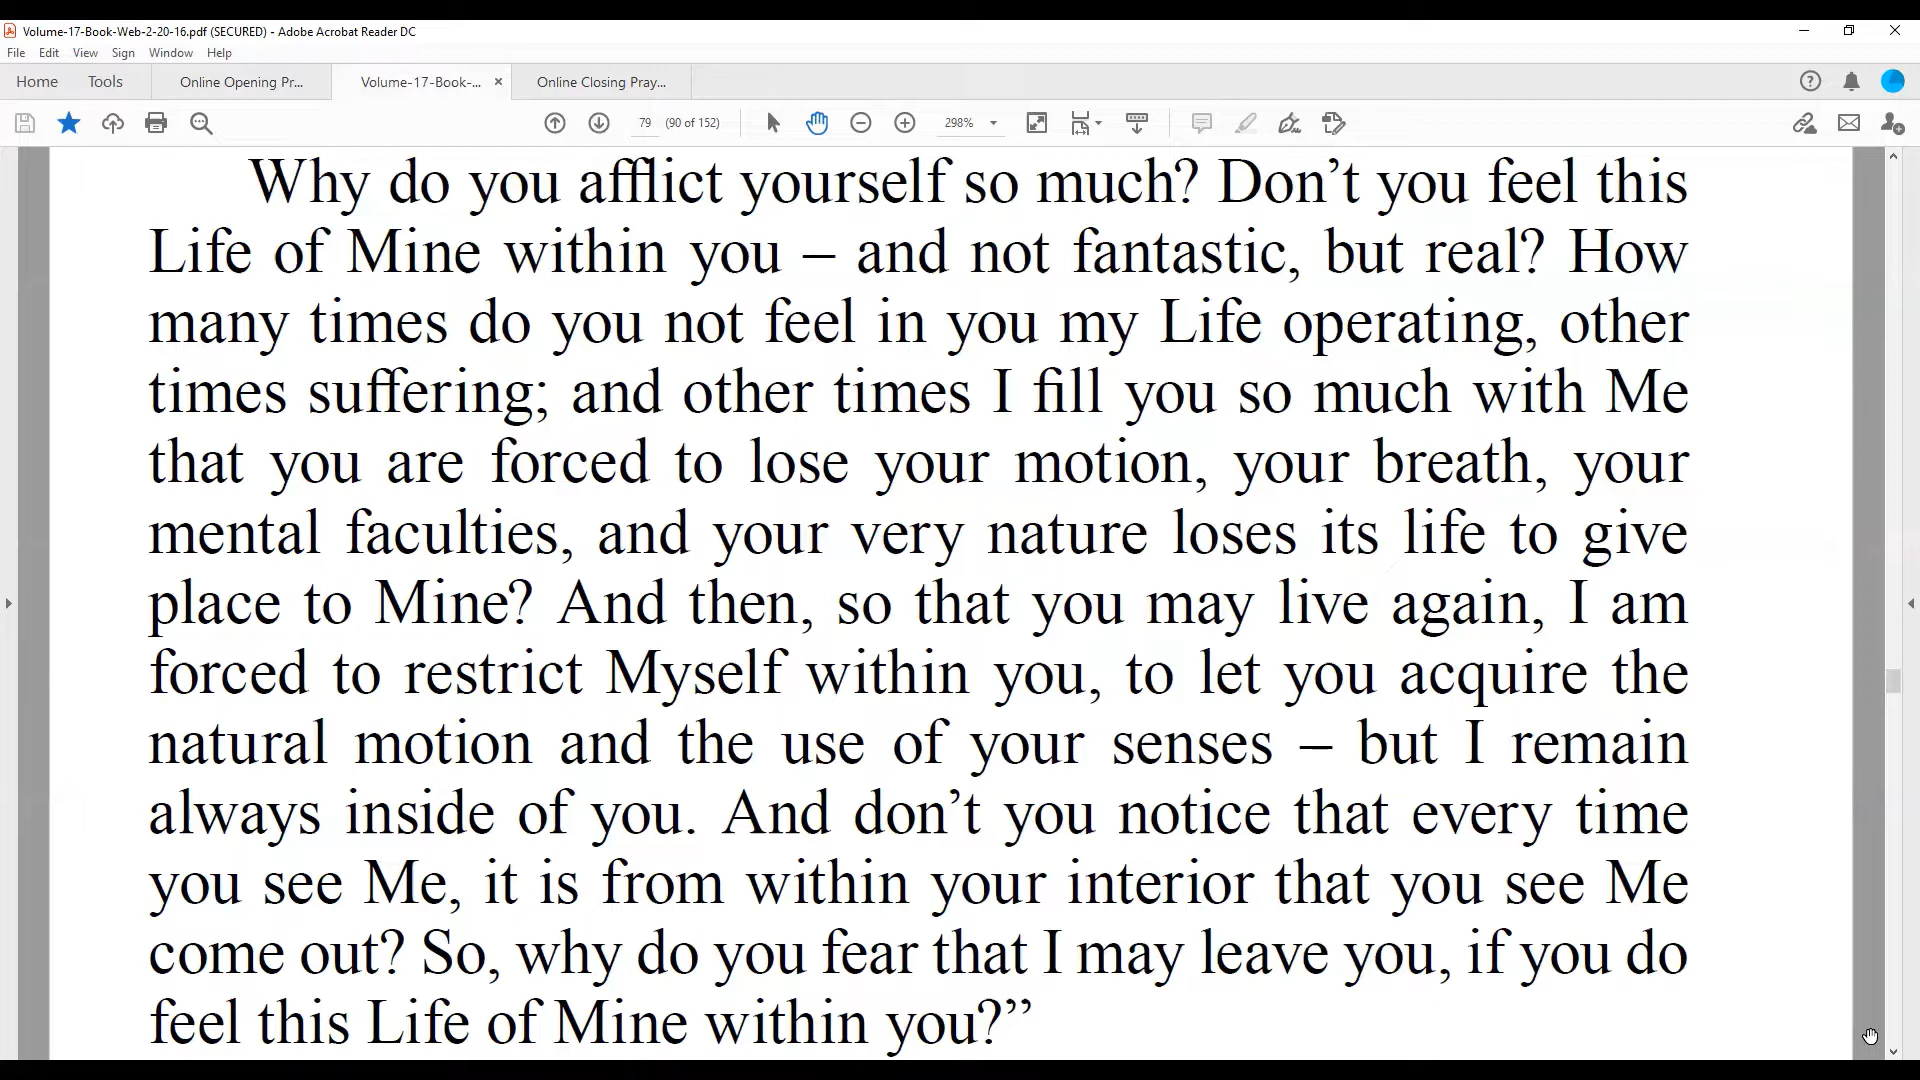 Volume-17-Book-Web-2-20-16.pdf (SECURED) - Adobe Acrobat Reader DC
File Edit View Sign Window Help
Home Tools Online Opening Pr... Volume-17-Book-... × Online Closing Pray...
79 (90 of 152) 298%
Why do you afflict yourself so much? Don’t you feel this
Life of Mine within you – and not fantastic, but real? How
many times do you not feel in you my Life operating, other
times suffering; and other times I fill you so much with Me
that you are forced to lose your motion, your breath, your
mental faculties, and your very nature loses its life to give
place to Mine? And then, so that you may live again, I am
forced to restrict Myself within you, to let you acquire the
natural motion and the use of your senses – but I remain
always inside of you. And don’t you notice that every time
you see Me, it is from within your interior that you see Me
come out? So, why do you fear that I may leave you, if you do
feel this Life of Mine within you?”